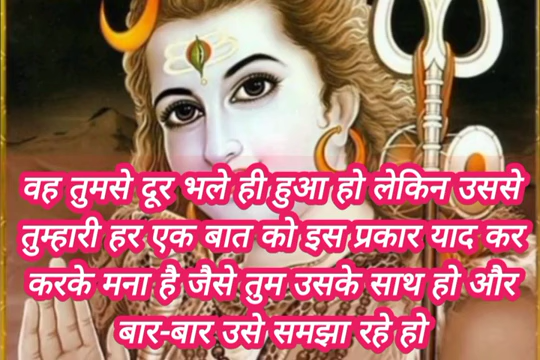 वह तुमसे दूर भले ही हुआ हो लेकिन उससे
तुम्हारी हर एक बात को इस प्रकार याद कर
करके मना है जैसे तुम उसके साथ हो और
बार-बार उसे समझा रहे हो